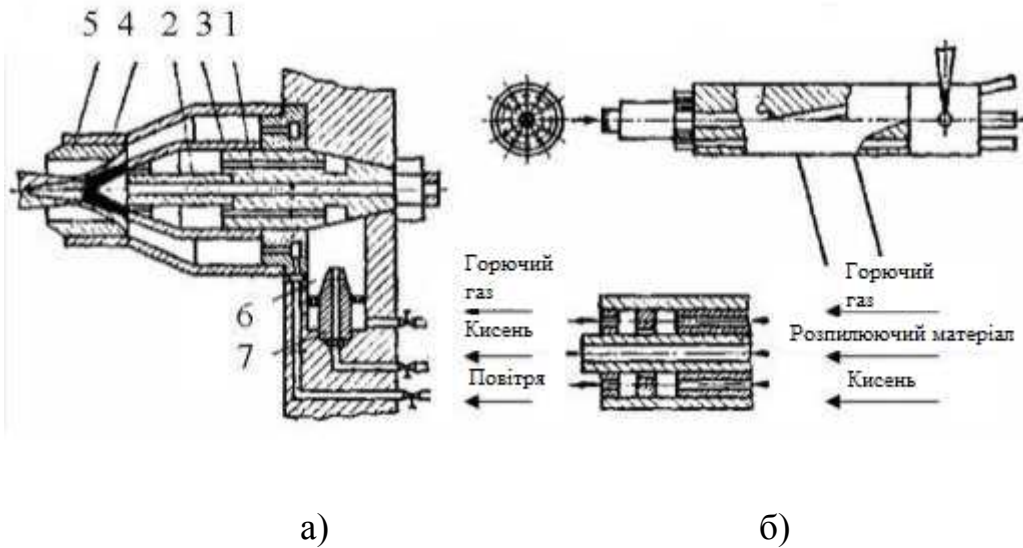 5 4 2 3 1
6
7
Горючий
газ
Кисень
Повітря
Горючий
газ
Розпилюючий матеріал
Кисень
а)
б)